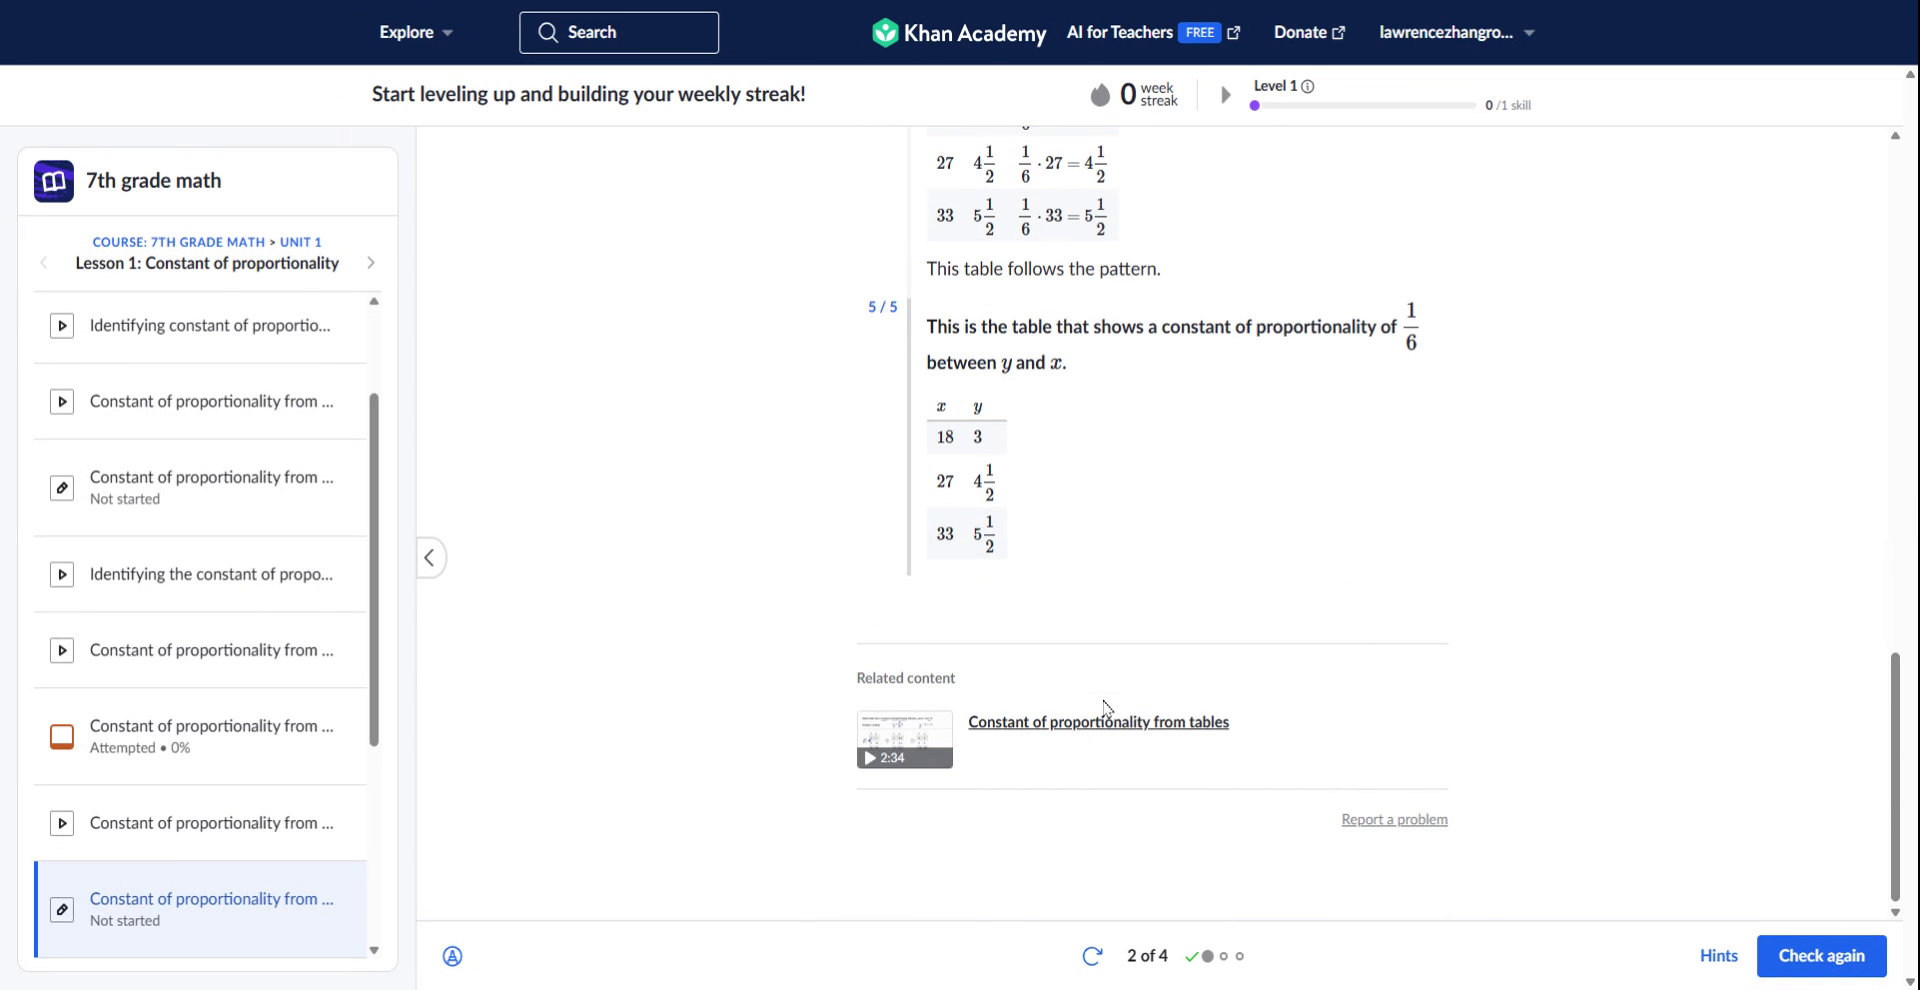 Explore
Search
Khan Academy
AI for Teachers FREE
Donate
lawrencezhangro...
Start leveling up and building your weekly streak!
0 week streak
Level 1
0 /1 skill
7th grade math
COURSE: 7TH GRADE MATH > UNIT 1
Lesson 1: Constant of proportionality
Identifying constant of proportio...
Constant of proportionality from ...
Constant of proportionality from ...
Not started
Identifying the constant of propo...
Constant of proportionality from ...
Constant of proportionality from ...
Attempted • 0%
Constant of proportionality from ...
Constant of proportionality from ...
Not started
27 4 1/2 1/6 · 27 = 4 1/2
33 5 1/2 1/6 · 33 = 5 1/2
This table follows the pattern.
5 / 5
This is the table that shows a constant of proportionality of 1/6
between y and x.
x y
18 3
27 4 1/2
33 5 1/2
Related content
2:34
Constant of proportionality from tables
Report a problem
2 of 4
Hints
Check again